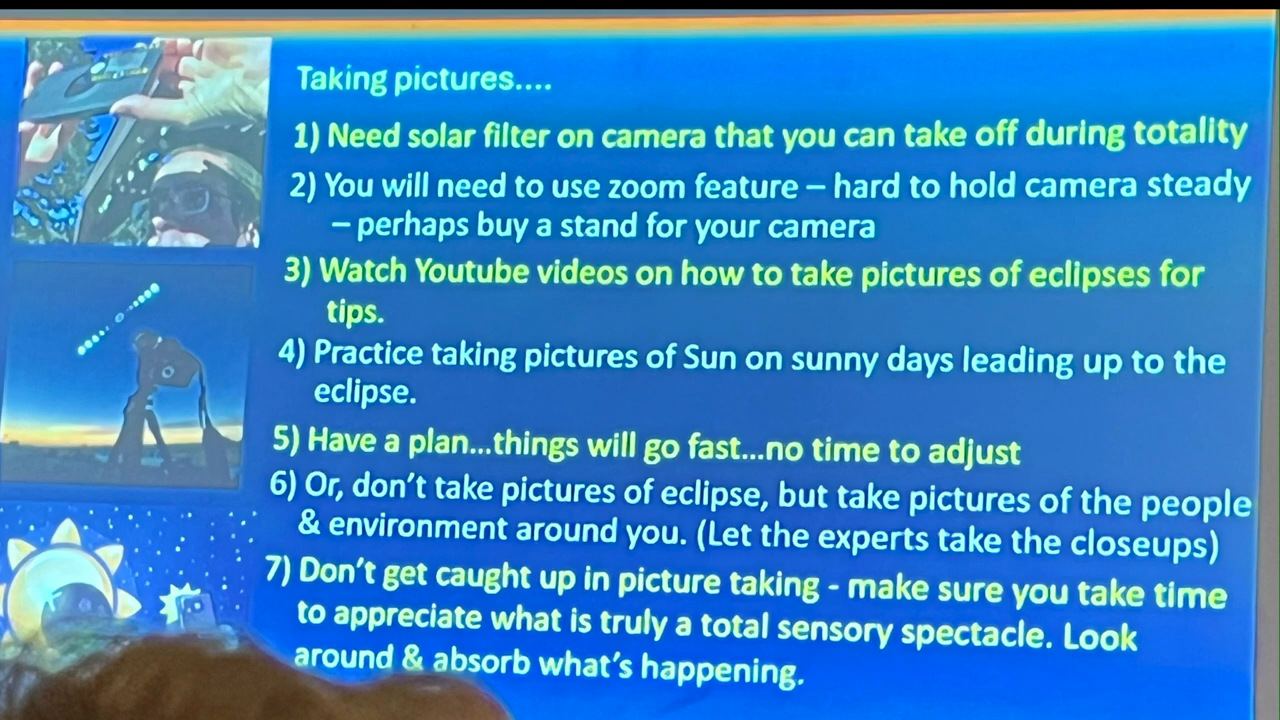 Taking pictures....
1) Need solar filter on camera that you can take off during totality
2) You will need to use zoom feature – hard to hold camera steady
– perhaps buy a stand for your camera
3) Watch Youtube videos on how to take pictures of eclipses for
tips.
4) Practice taking pictures of Sun on sunny days leading up to the
eclipse.
5) Have a plan...things will go fast...no time to adjust
6) Or, don't take pictures of eclipse, but take pictures of the people
& environment around you. (Let the experts take the closeups)
7) Don't get caught up in picture taking - make sure you take time
to appreciate what is truly a total sensory spectacle. Look
around & absorb what's happening.